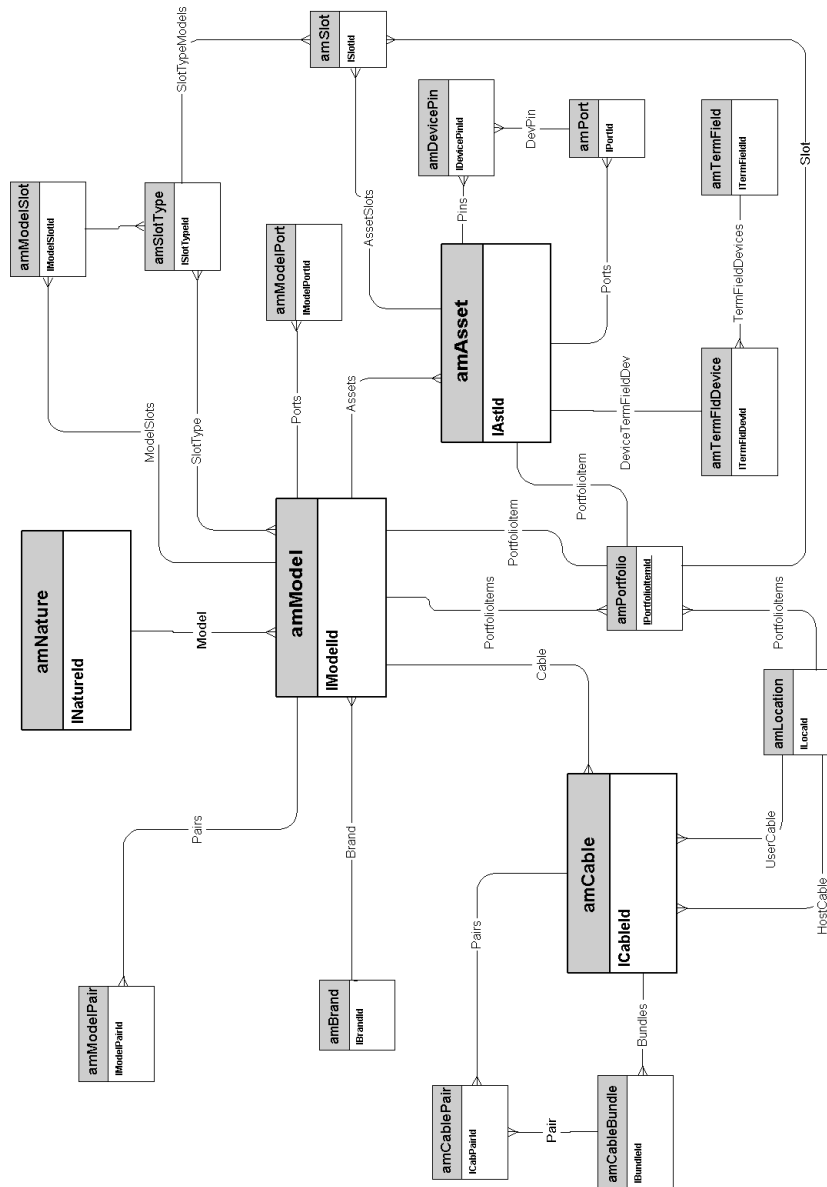 amModelSlot
lModelSlotId
amNature
lNatureId
amModelPair
lModelPairId
amSlotType
lSlotTypeId
SlotTypeModels
ModelSlots
SlotType
Model
Pairs
amSlot
lSlotId
amModelPort
lModelPortId
Ports
amModel
lModelId
Brand
amBrand
lBrandId
Assets
AssetSlots
amDevicePin
lDevicePinId
Pins
DevPin
amPort
lPortId
amAsset
lAstId
Ports
PortfolioItem
PortfolioItem
PortfolioItems
Cable
amCablePair
lCabPairId
Pairs
Pair
amCable
lCableId
amCableBundle
lBundleId
Bundles
amPortfolio
lPortfolioItemId
DeviceTermFieldDev
amTermField
lTermFieldId
TermFieldDevices
amTermFldDevice
lTermFldDevId
amLocation
lLocaId
PortfolioItems
UserCable
HostCable
Slot